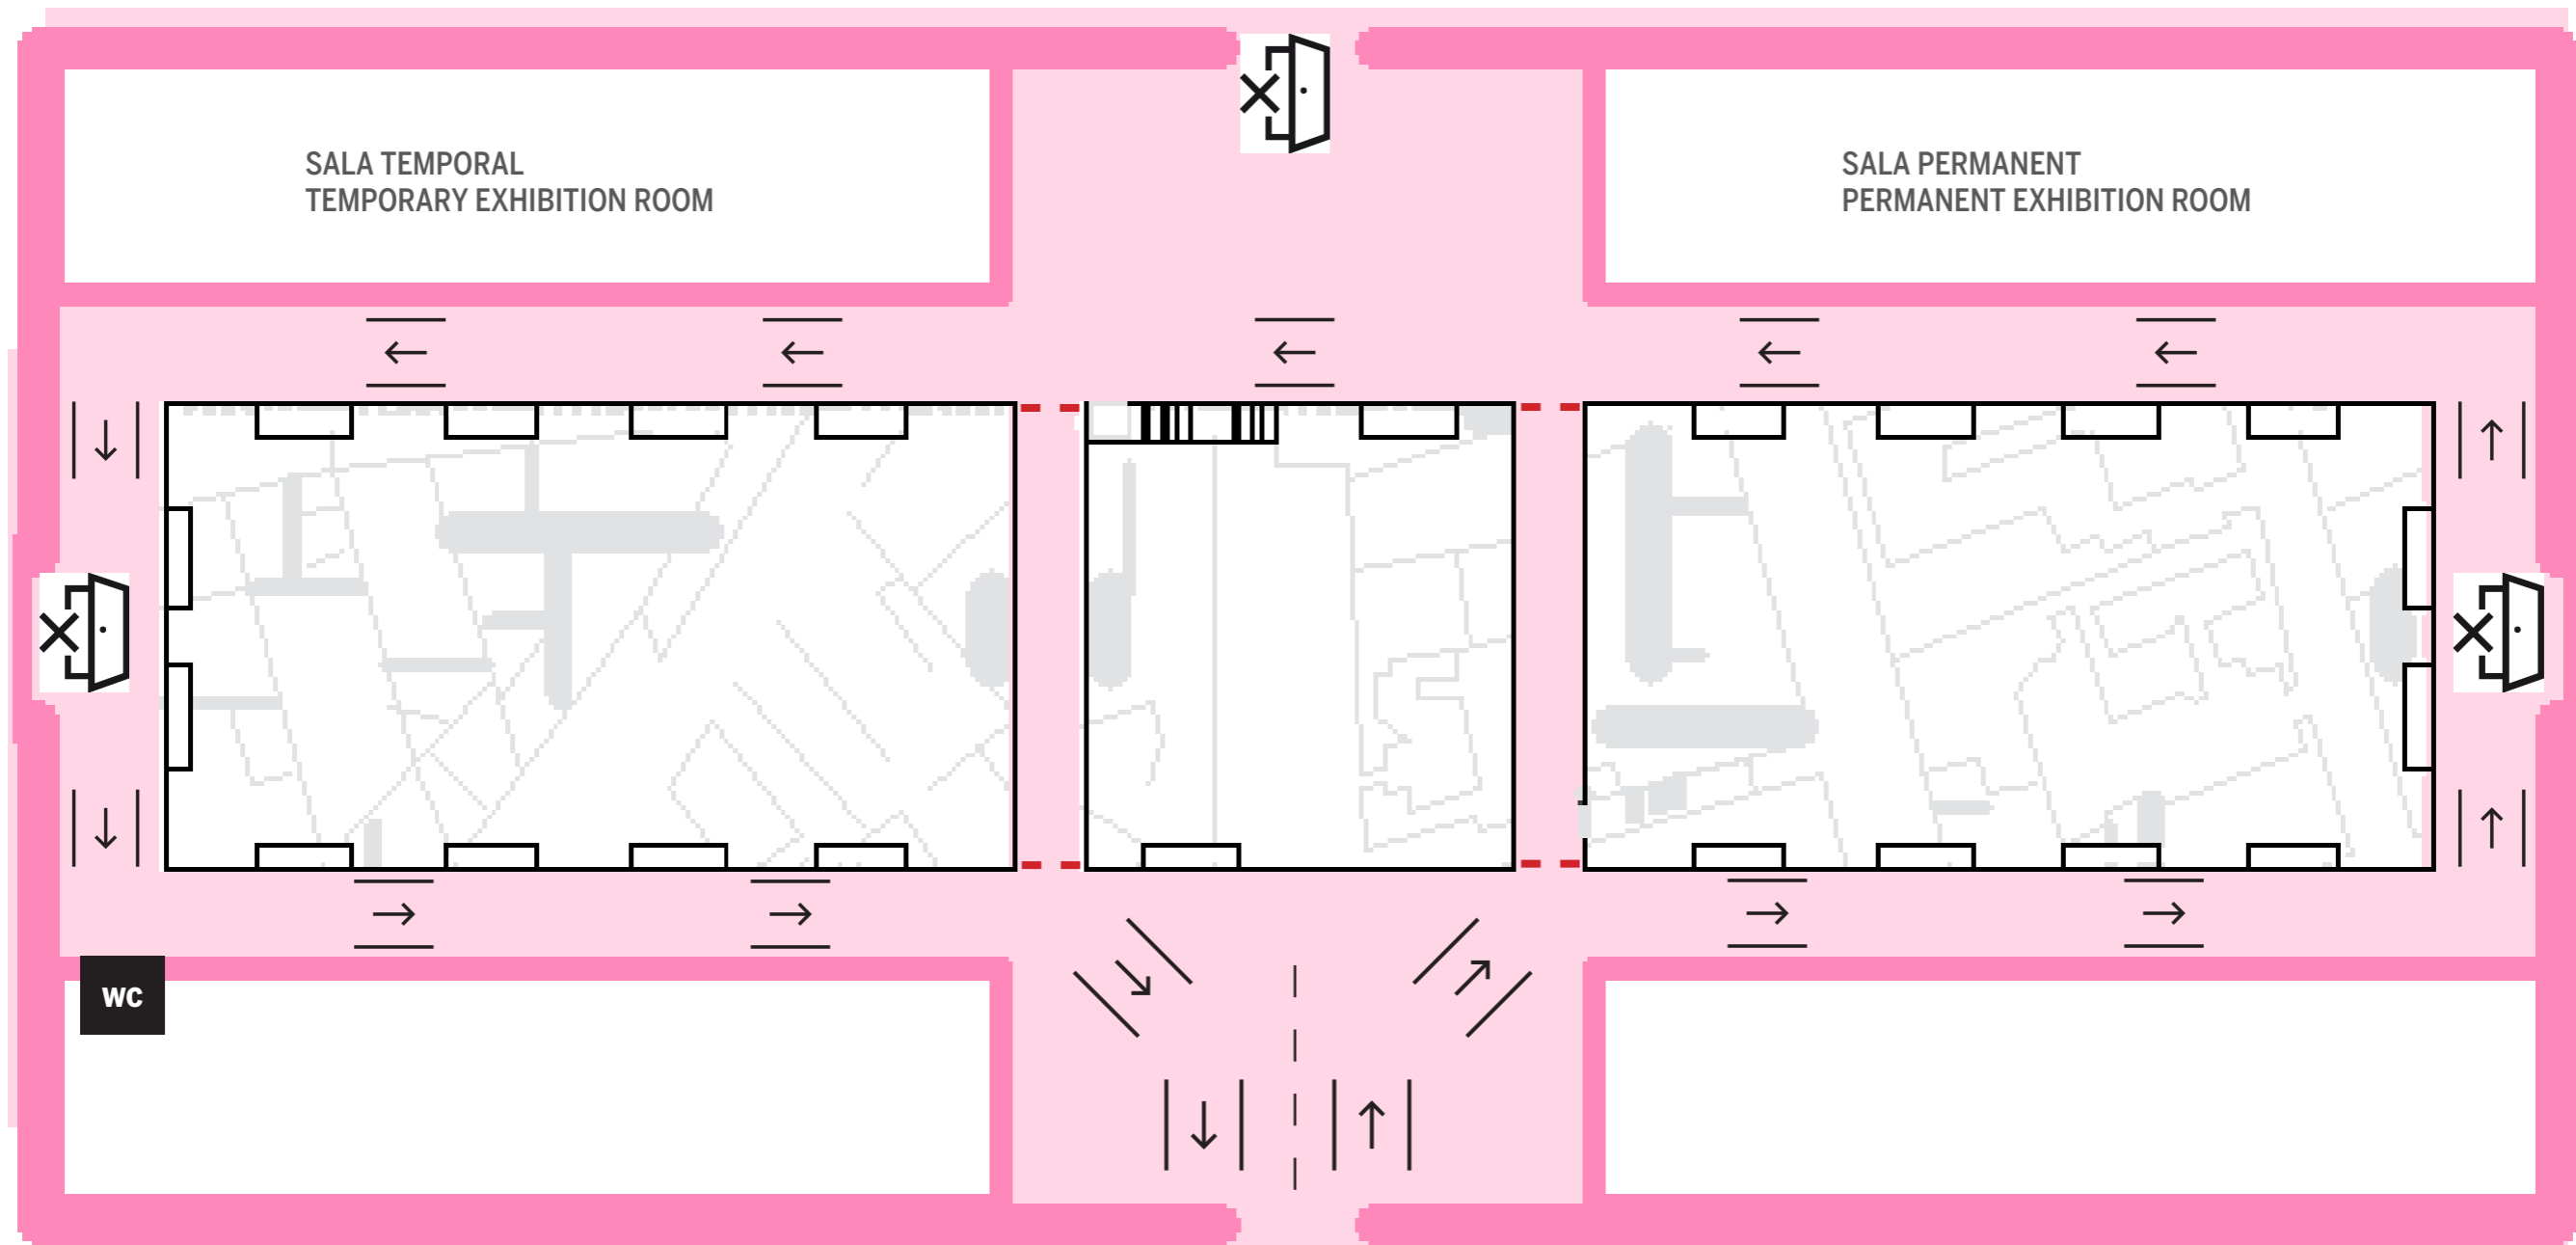 SALA TEMPORAL
TEMPORARY EXHIBITION ROOM
SALA PERMANENT
PERMANENT EXHIBITION ROOM
WC